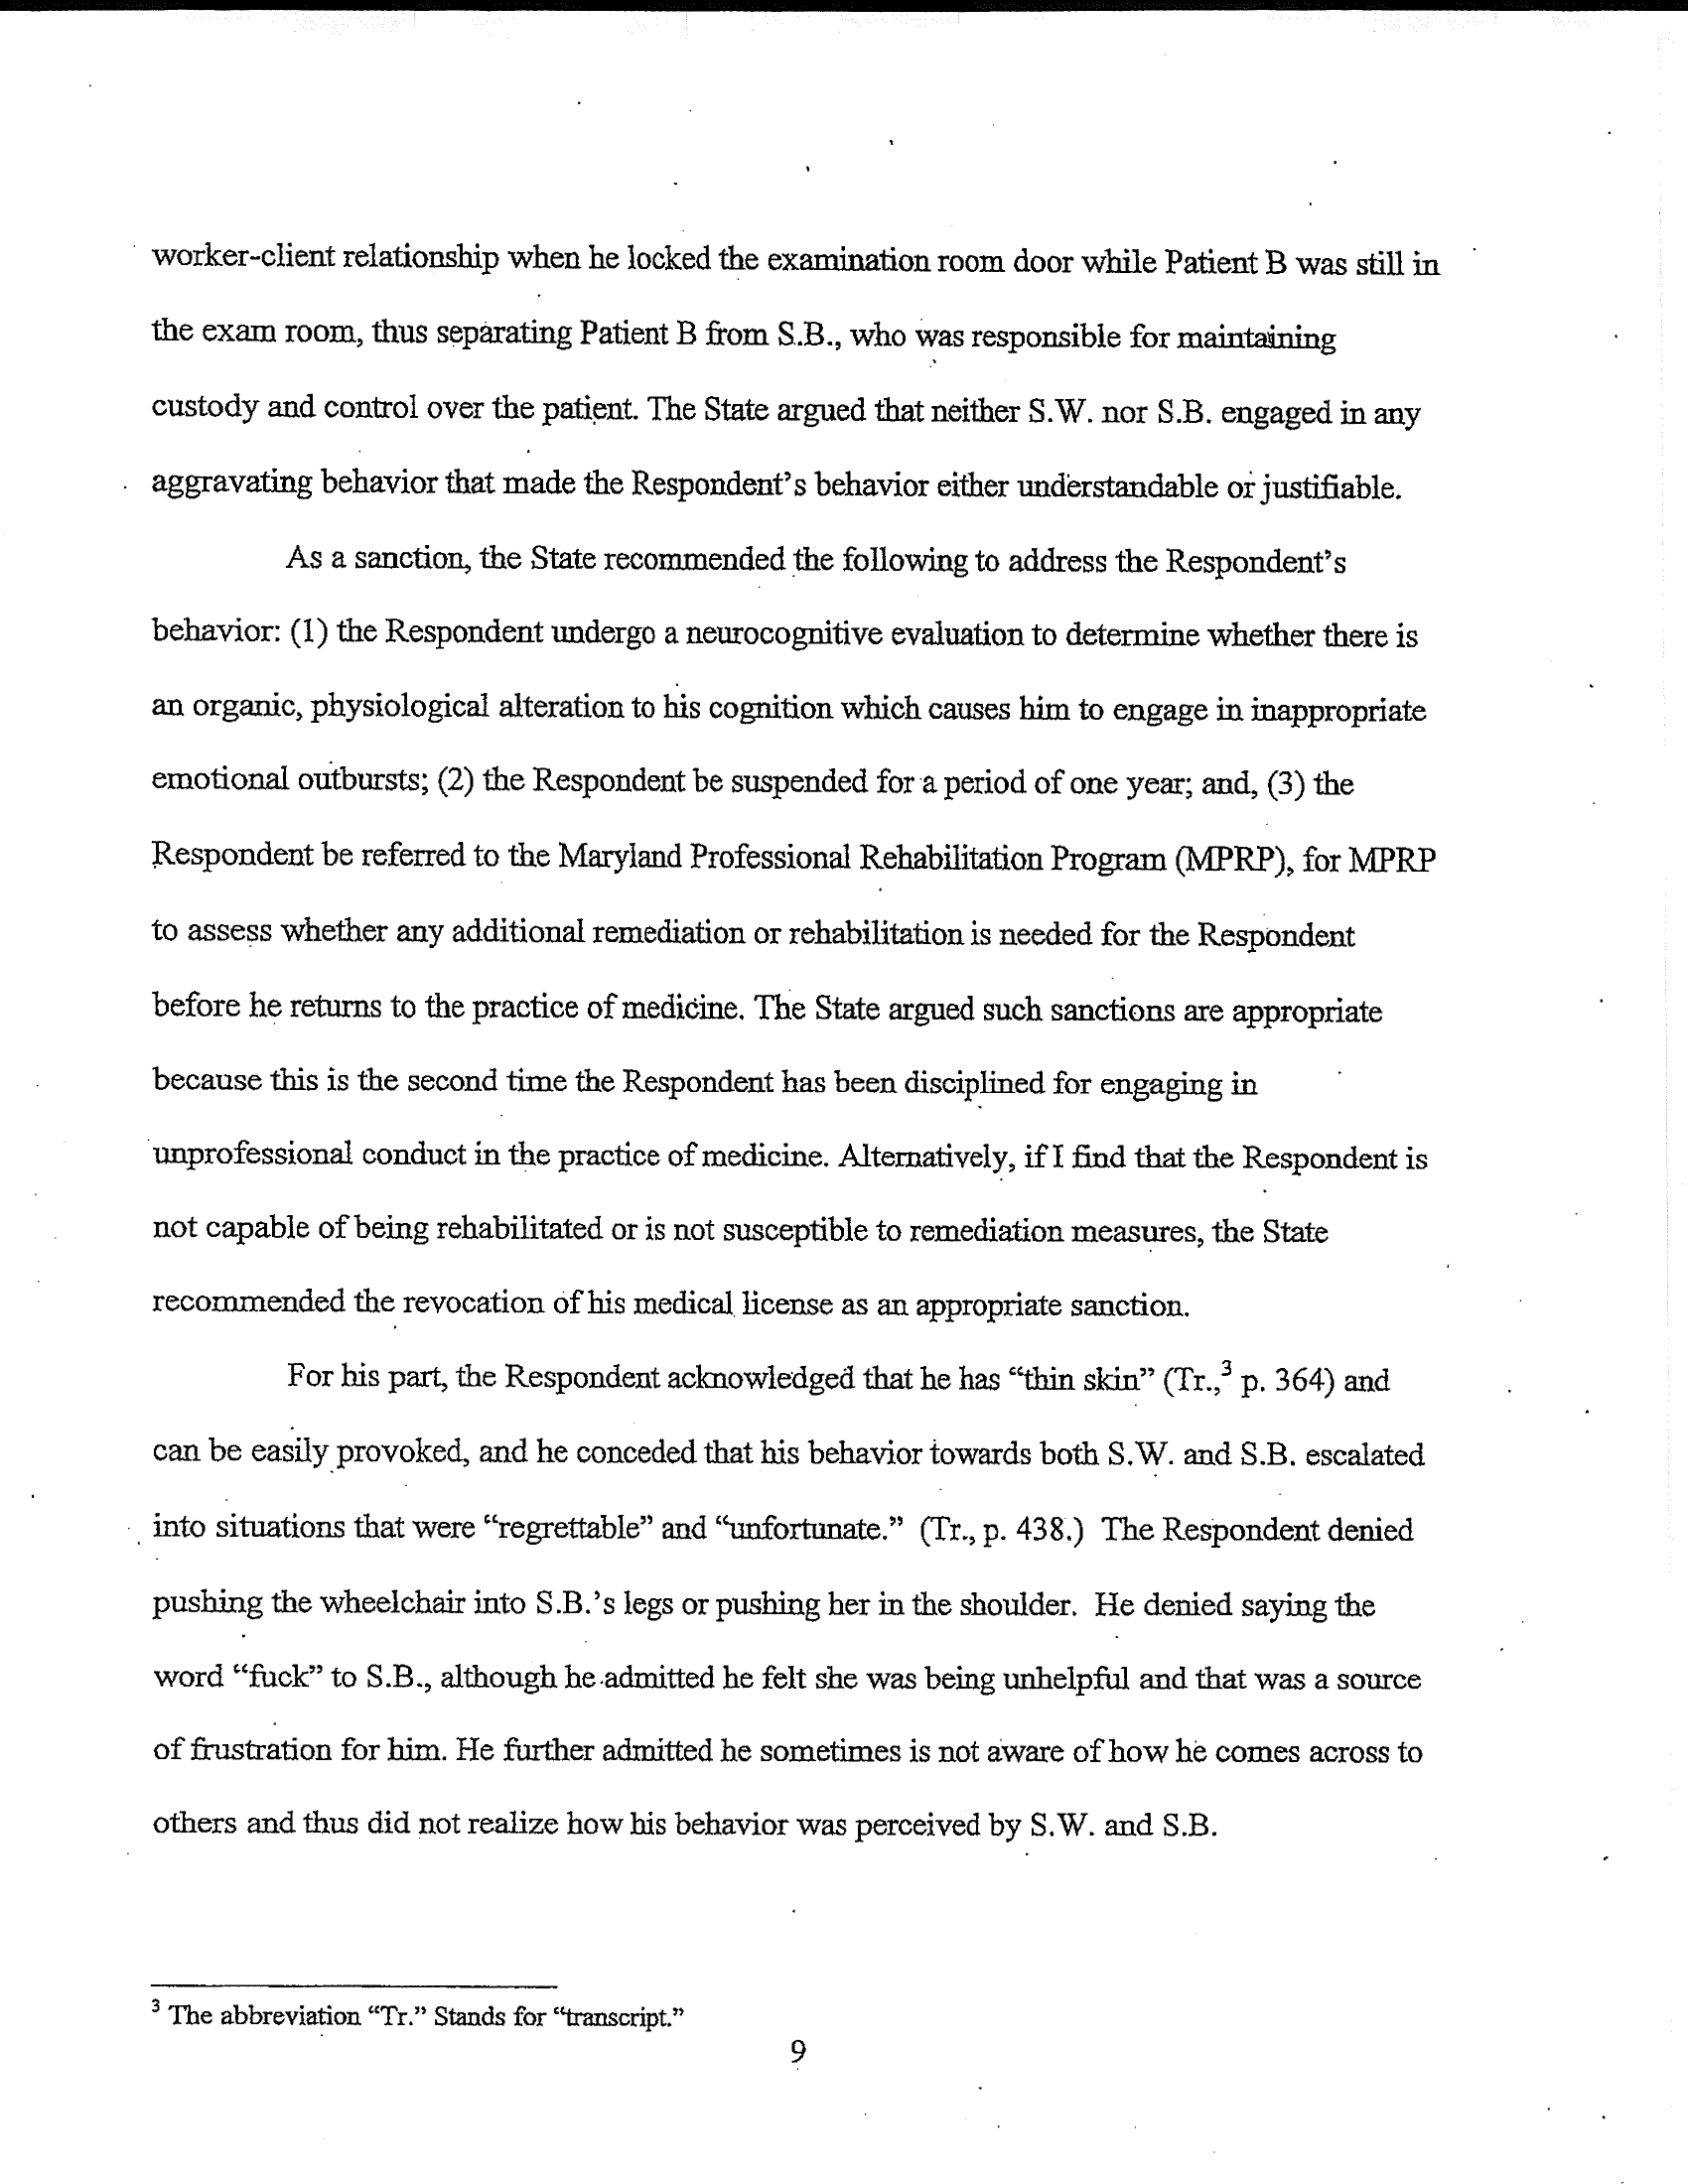 worker-client relationship when he locked the examination room door while Patient B was still in
the exam room, thus separating Patient B from S.B., who was responsible for maintaining
custody and control over the patient. The State argued that neither S.W. nor S.B. engaged in any
aggravating behavior that made the Respondent's behavior either understandable or justifiable.
As a sanction, the State recommended the following to address the Respondent's
behavior: (1) the Respondent undergo a neurocognitive evaluation to determine whether there is
an organic, physiological alteration to his cognition which causes him to engage in inappropriate
emotional outbursts; (2) the Respondent be suspended for a period of one year; and, (3) the
Respondent be referred to the Maryland Professional Rehabilitation Program (MPRP), for MPRP
to assess whether any additional remediation or rehabilitation is needed for the Respondent
before he returns to the practice of medicine. The State argued such sanctions are appropriate
because this is the second time the Respondent has been disciplined for engaging in
unprofessional conduct in the practice of medicine. Alternatively, if I find that the Respondent is
not capable of being rehabilitated or is not susceptible to remediation measures, the State
recommended the revocation of his medical license as an appropriate sanction.
For his part, the Respondent acknowledged that he has “thin skin” (Tr.,³ p. 364) and
can be easily provoked, and he conceded that his behavior towards both S.W. and S.B. escalated
into situations that were “regrettable” and “unfortunate.” (Tr., p. 438.) The Respondent denied
pushing the wheelchair into S.B.'s legs or pushing her in the shoulder. He denied saying the
word “fuck” to S.B., although he admitted he felt she was being unhelpful and that was a source
of frustration for him. He further admitted he sometimes is not aware of how he comes across to
others and thus did not realize how his behavior was perceived by S.W. and S.B.
³ The abbreviation “Tr.” Stands for “transcript.”
9